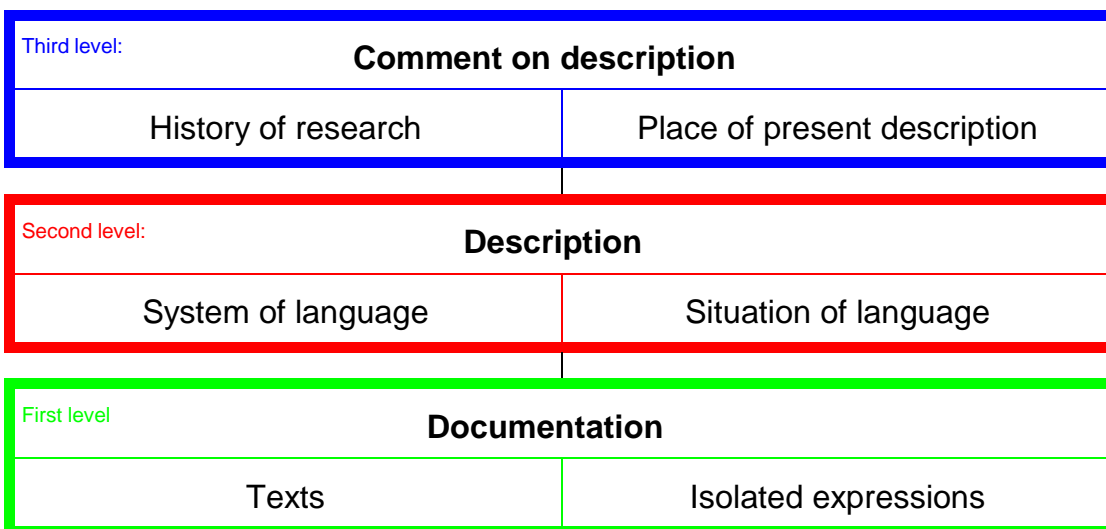 Third level:
Comment on description
History of research
Place of present description
Second level:
Description
System of language
Situation of language
First level
Documentation
Texts
Isolated expressions